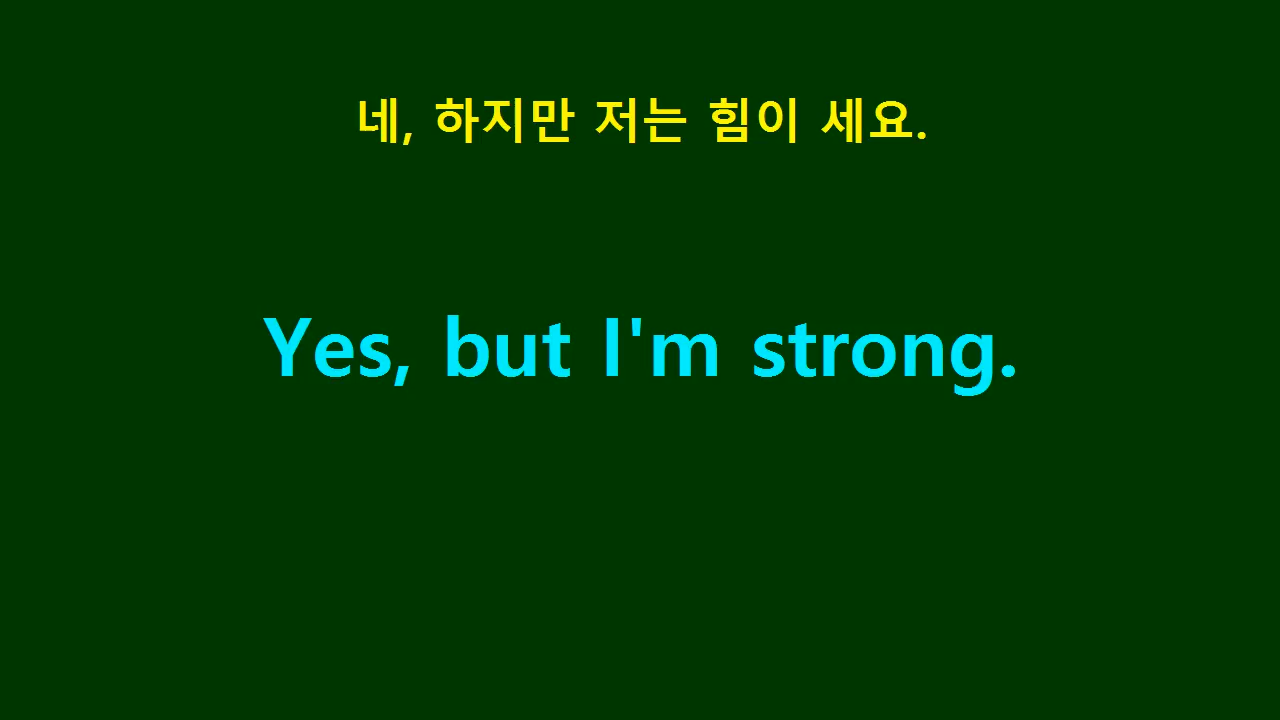 네, 하지만 저는 힘이 세요.
Yes, but I'm strong.